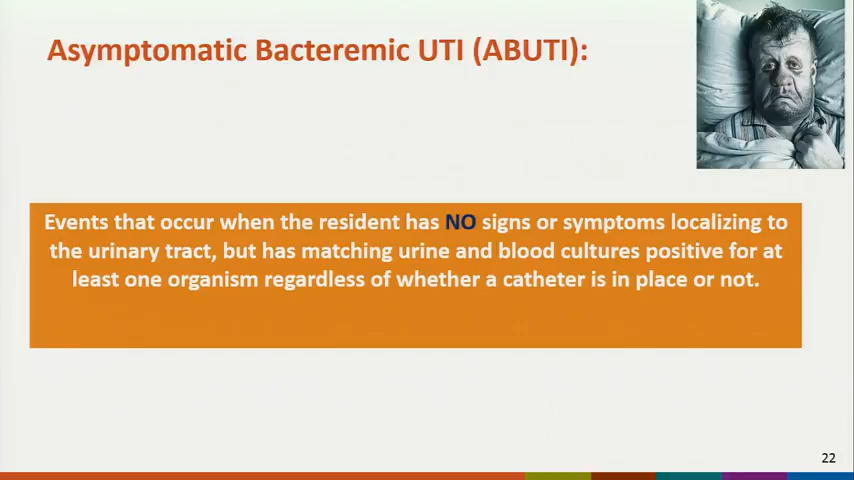 Asymptomatic Bacteremic UTI (ABUTI):
Events that occur when the resident has NO signs or symptoms localizing to
the urinary tract, but has matching urine and blood cultures positive for at
least one organism regardless of whether a catheter is in place or not.
22